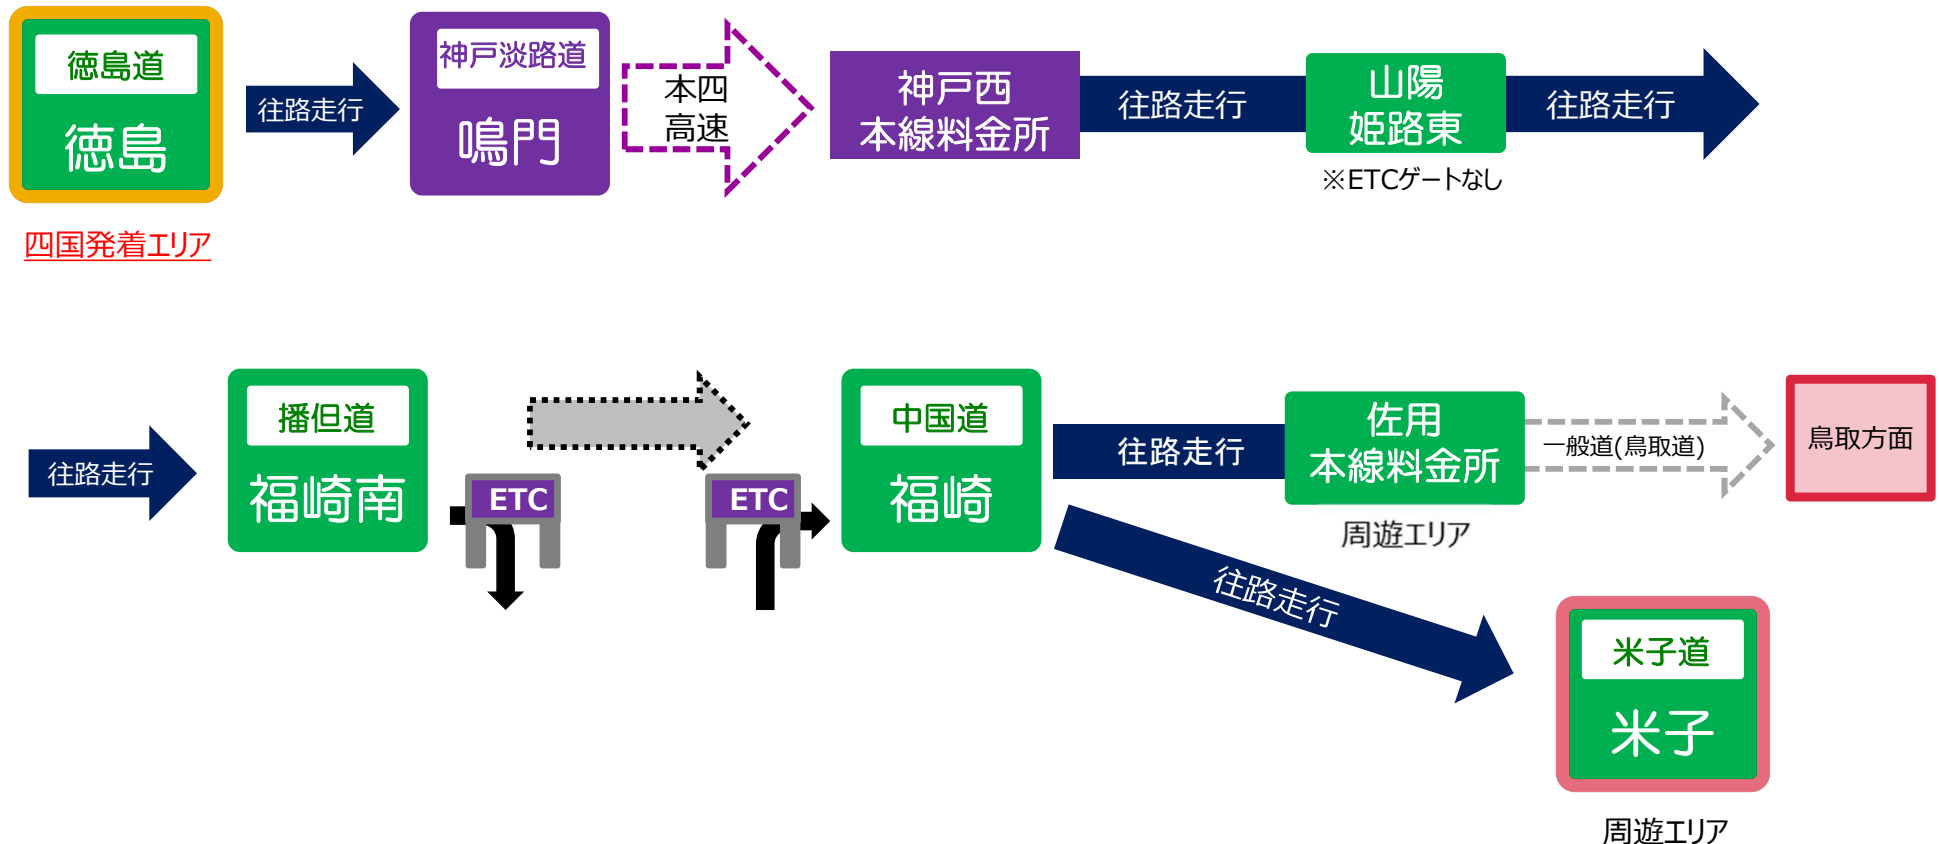 徳島道
徳島
四国発着エリア
往路走行
神戸淡路道
鳴門
本四
高速
神戸西
本線料金所
往路走行
山陽
姫路東
※ETCゲートなし
往路走行
往路走行
播但道
福崎南
ETC
ETC
中国道
福崎
往路走行
佐用
本線料金所
周遊エリア
一般道(鳥取道)
鳥取方面
往路走行
米子道
米子
周遊エリア